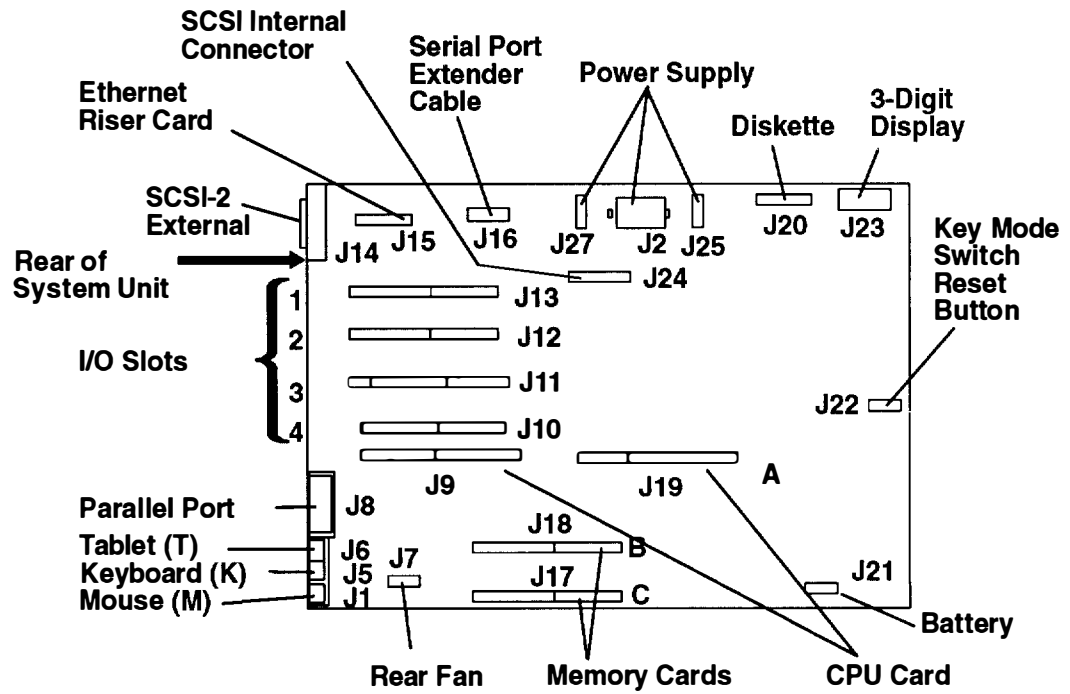 SCSI Internal
Connector
Serial Port
Extender
Cable
Power Supply
Ethernet
Riser Card
3-Digit
Display
Diskette
SCSI-2
External
J14
J15
J16
J27
J2
J25
J20
J23
Key Mode
Switch
Reset
Button
Rear of
System Unit
J24
1
J13
2
J12
I/O Slots
3
J11
J22
4
J10
J9
J19
A
Parallel Port
J8
J18
Tablet (T)
J6
J7
B
Keyboard (K)
J5
J17
J21
Mouse (M)
J1
C
Battery
Rear Fan
Memory Cards
CPU Card